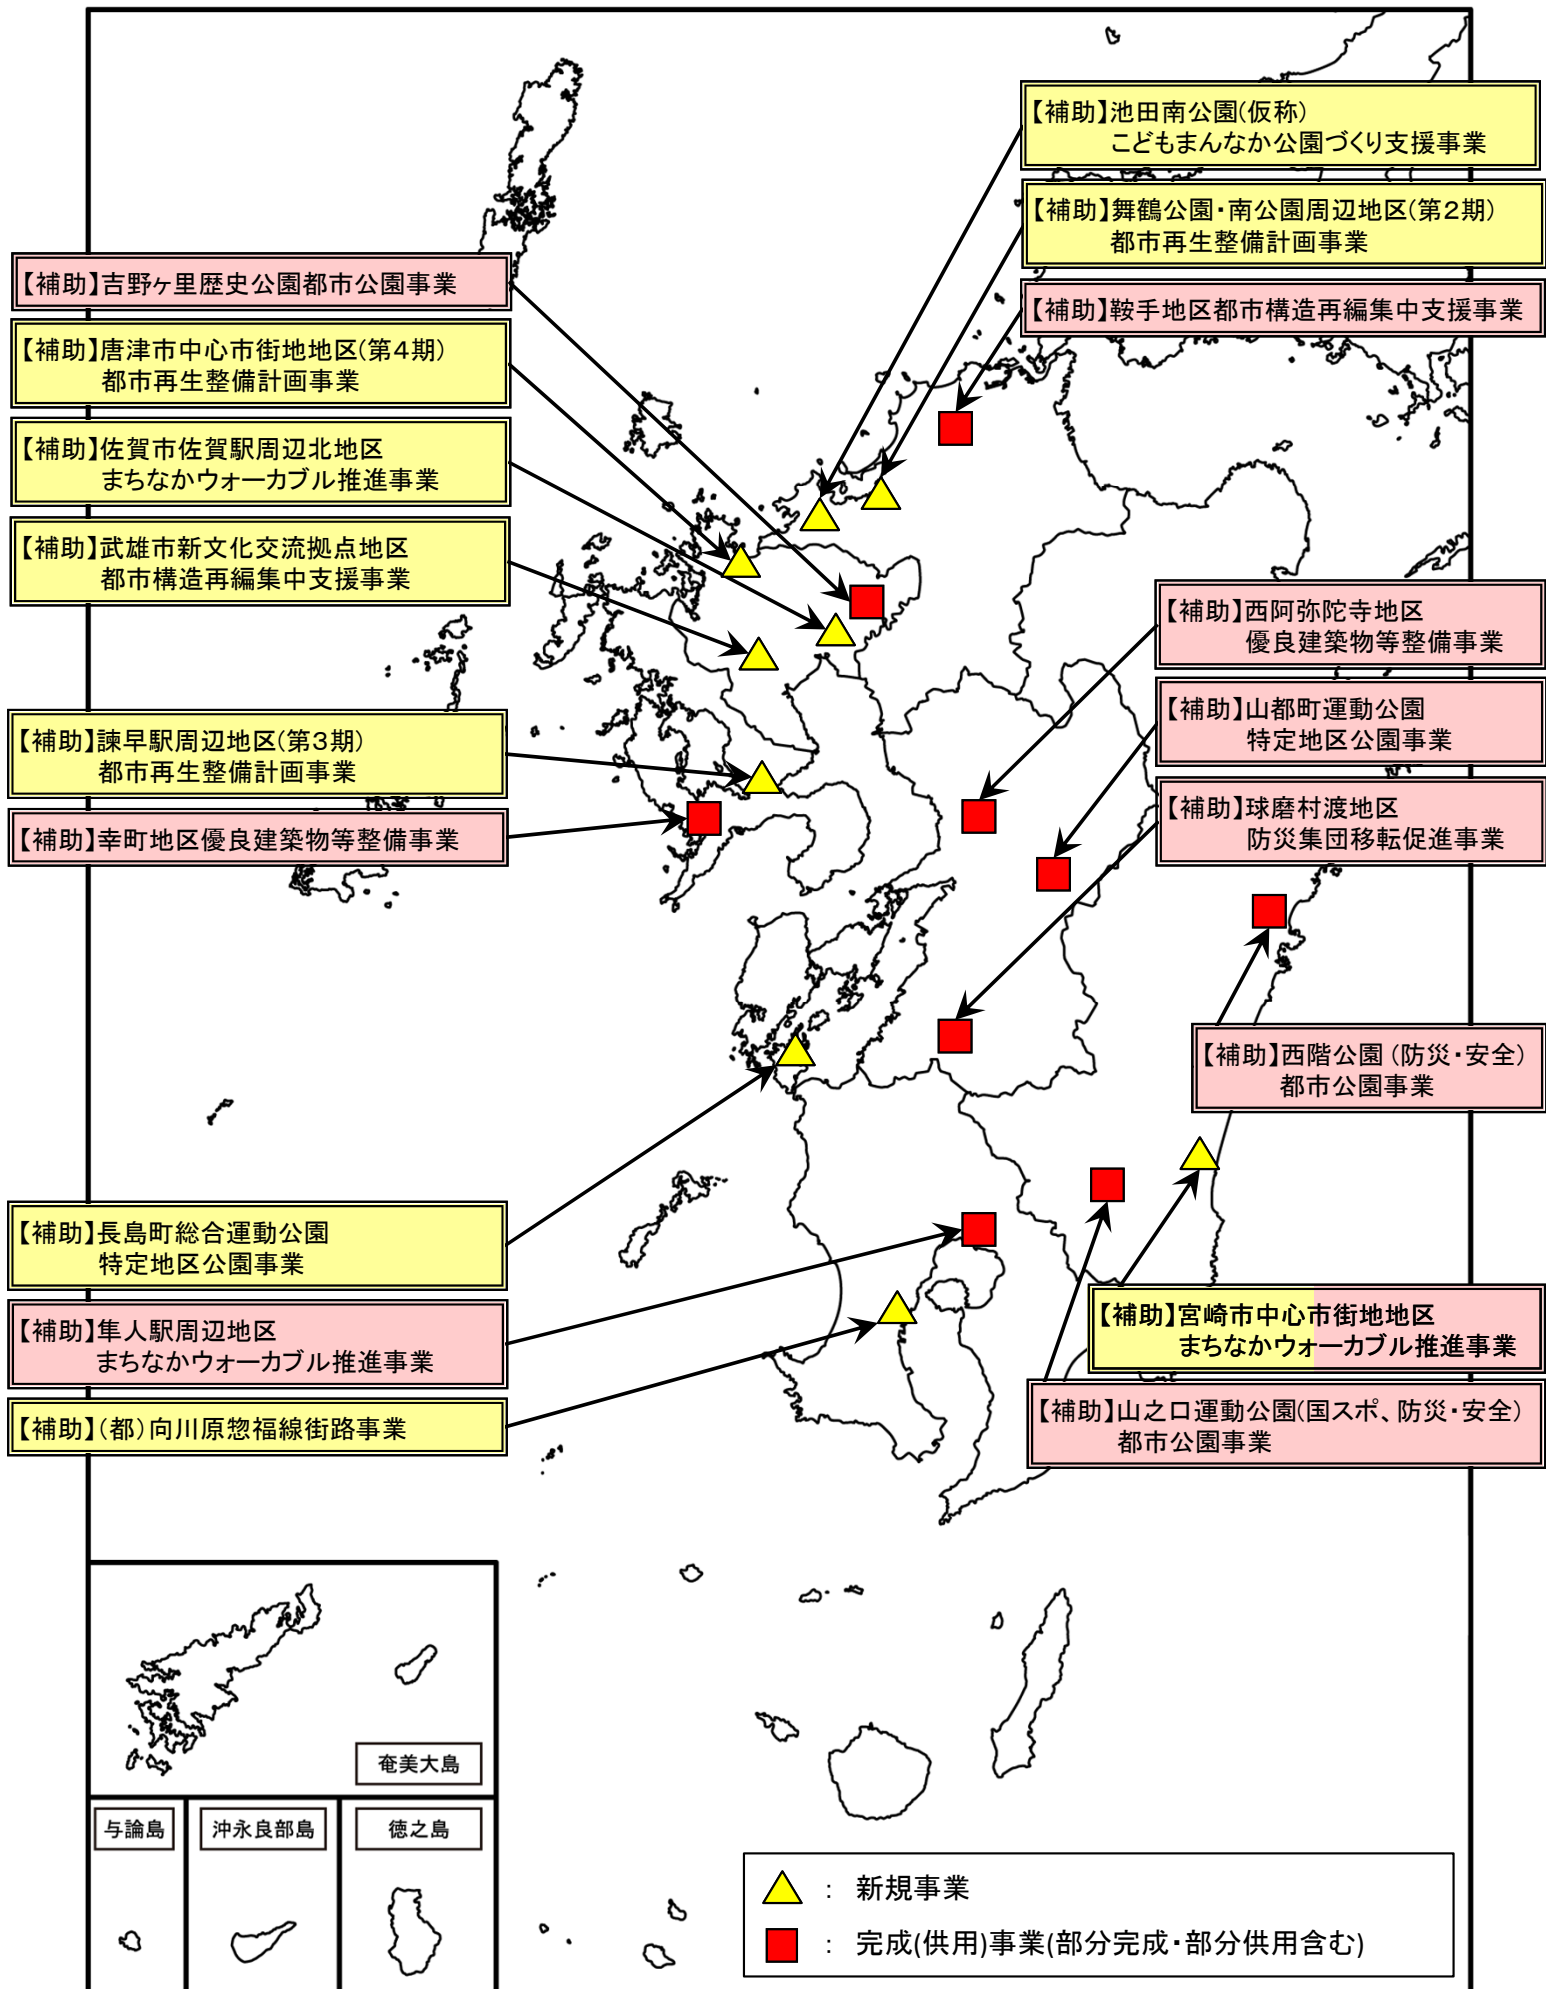 【補助】池田南公園(仮称)
こどもまんなか公園づくり支援事業
【補助】舞鶴公園・南公園周辺地区(第2期)
都市再生整備計画事業
【補助】鞍手地区都市構造再編集中支援事業
【補助】吉野ヶ里歴史公園都市公園事業
【補助】唐津市中心市街地地区(第4期)
都市再生整備計画事業
【補助】佐賀市佐賀駅周辺北地区
まちなかウォーカブル推進事業
【補助】武雄市新文化交流拠点地区
都市構造再編集中支援事業
【補助】諫早駅周辺地区(第3期)
都市再生整備計画事業
【補助】幸町地区優良建築物等整備事業
【補助】西阿弥陀寺地区
優良建築物等整備事業
【補助】山都町運動公園
特定地区公園事業
【補助】球磨村渡地区
防災集団移転促進事業
【補助】西階公園(防災・安全)
都市公園事業
【補助】長島町総合運動公園
特定地区公園事業
【補助】隼人駅周辺地区
まちなかウォーカブル推進事業
【補助】(都)向川原惣福線街路事業
【補助】宮崎市中心市街地地区
まちなかウォーカブル推進事業
【補助】山之口運動公園(国スポ、防災・安全)
都市公園事業
奄美大島
与論島
沖永良部島
徳之島
: 新規事業
: 完成(供用)事業(部分完成・部分供用含む)